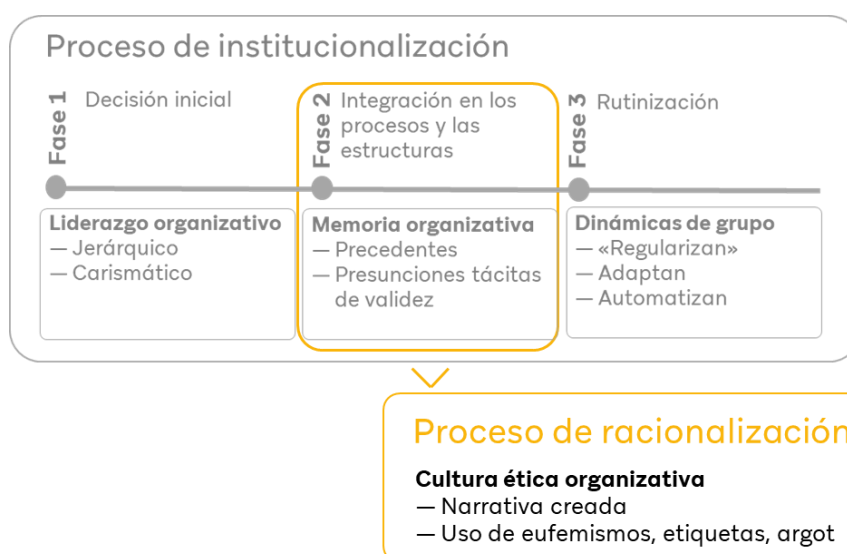 Proceso de institucionalización
Fase 1
Decisión inicial
Fase 2
Integración en los
procesos y las
estructuras
Fase 3
Rutinización
Liderazgo organizativo
— Jerárquico
— Carismático
Memoria organizativa
— Precedentes
— Presunciones tácitas
de validez
Dinámicas de grupo
— «Regularizan»
— Adaptan
— Automatizan
Proceso de racionalización
Cultura ética organizativa
— Narrativa creada
— Uso de eufemismos, etiquetas, argot